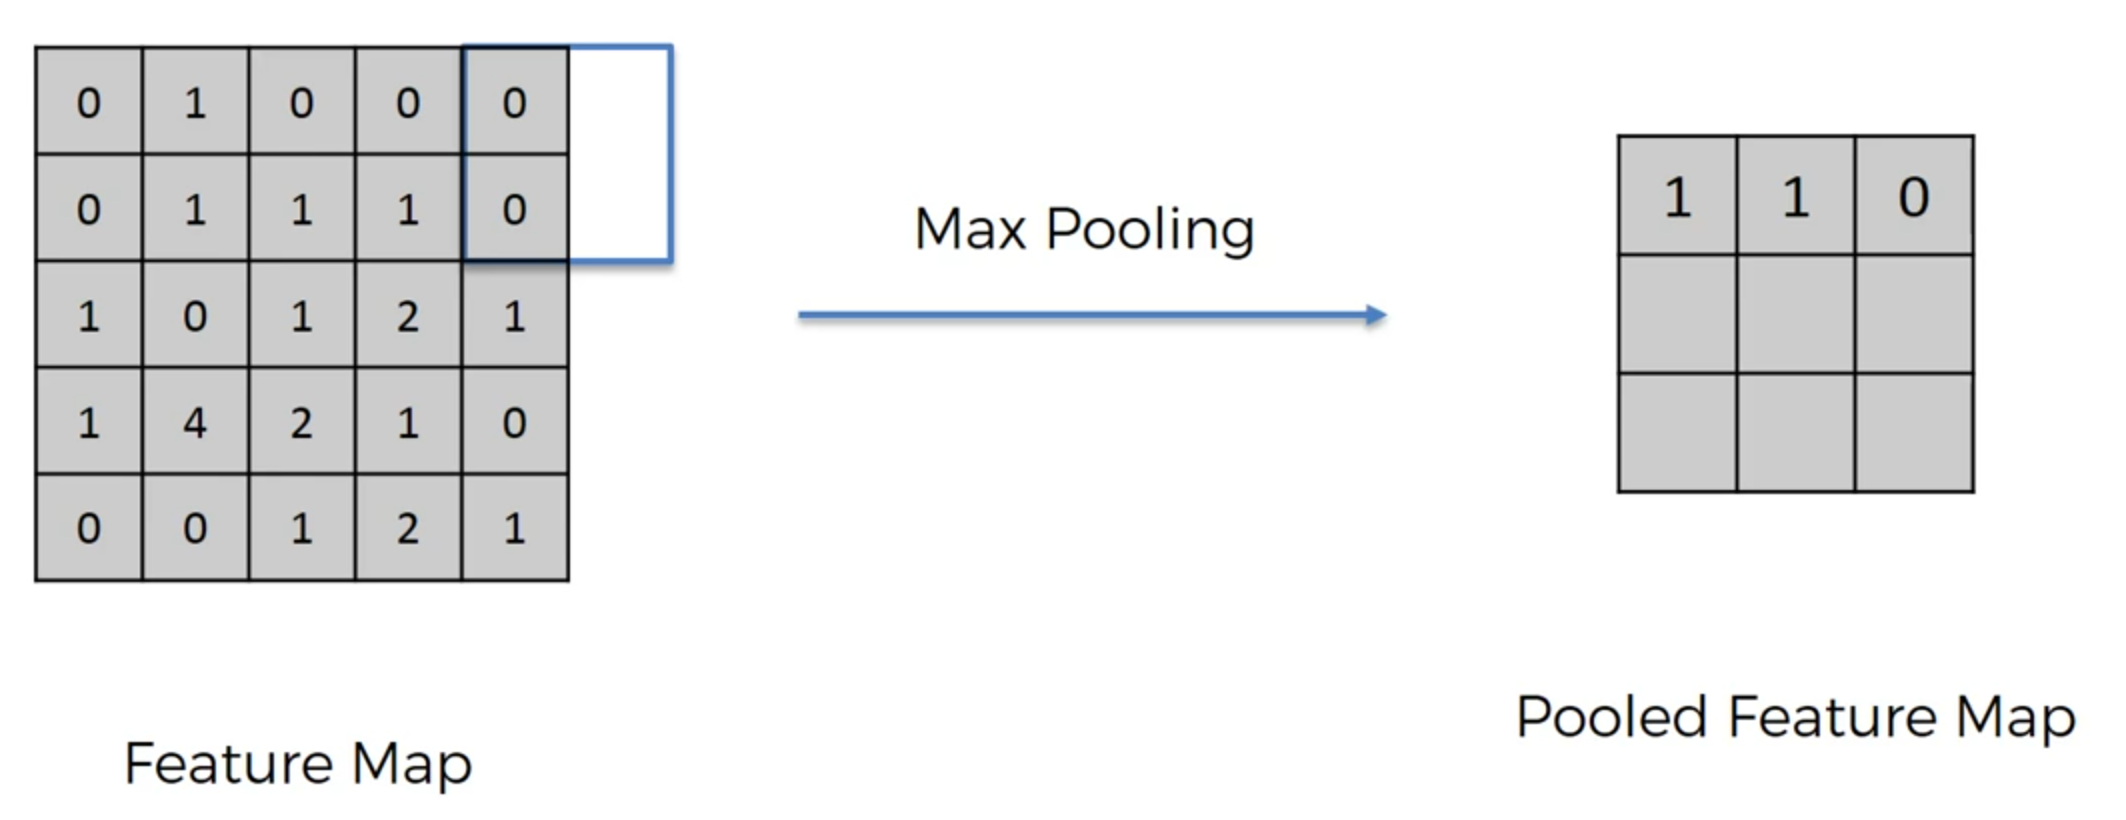 0 1 0 0 0
0 1 1 1 0
1 0 1 2 1
1 4 2 1 0
0 0 1 2 1
Feature Map
Max Pooling
1 1 0
Pooled Feature Map